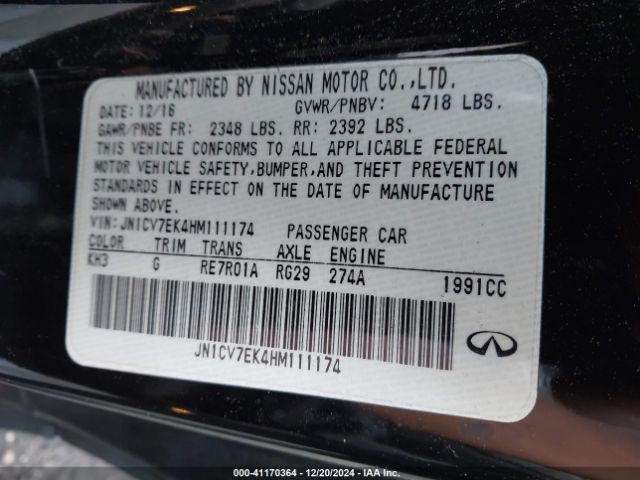 MANUFACTURED BY NISSAN MOTOR CO.,LTD.
DATE: 12/16 GVWR/PNBV: 4718 LBS.
GAWR/PNBE FR: 2348 LBS. RR: 2392 LBS.
THIS VEHICLE CONFORMS TO ALL APPLICABLE FEDERAL
MOTOR VEHICLE SAFETY,BUMPER,AND THEFT PREVENTION
STANDARDS IN EFFECT ON THE DATE OF MANUFACTURE
SHOWN ABOVE.
VIN:JN1CV7EK4HM111174 PASSENGER CAR
COLOR TRIM TRANS AXLE ENGINE
KH3 G RE7R01A RG29 274A 1991CC
JN1CV7EK4HM111174
000-41170364 | 12/20/2024 - IAA Inc.